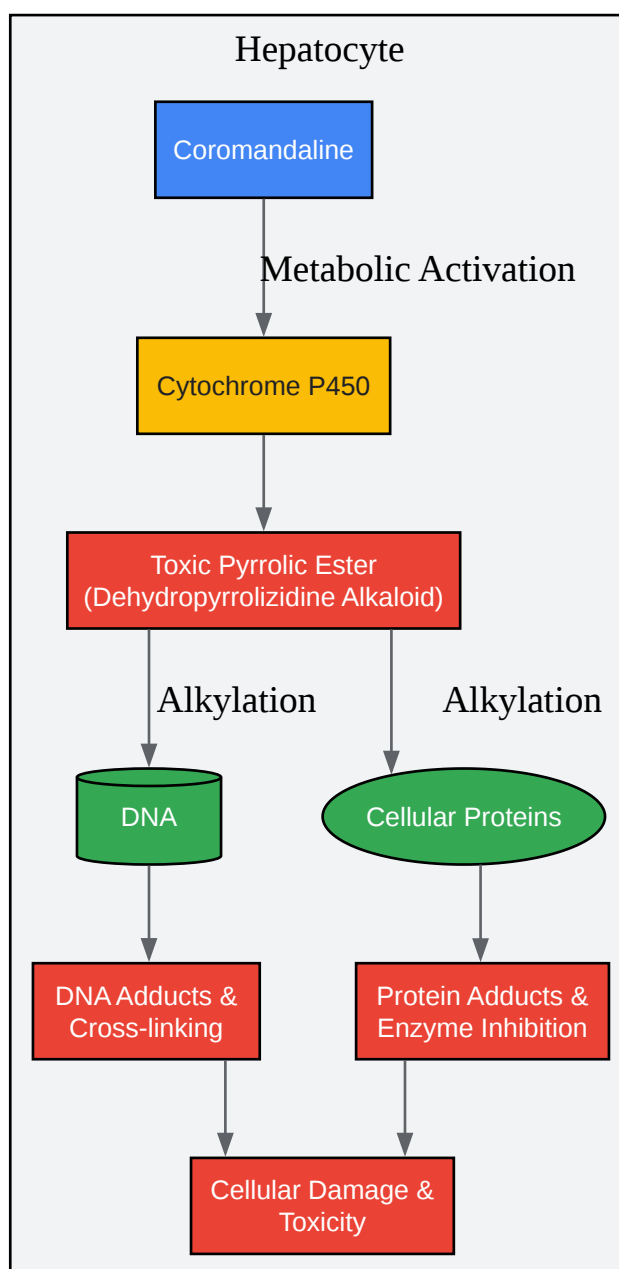 Hepatocyte
Coromandaline
Metabolic Activation
Cytochrome P450
Toxic Pyrrolic Ester
(Dehydropyrrolizidine Alkaloid)
Alkylation
Alkylation
DNA
Cellular Proteins
DNA Adducts &
Cross-linking
Protein Adducts &
Enzyme Inhibition
Cellular Damage &
Toxicity